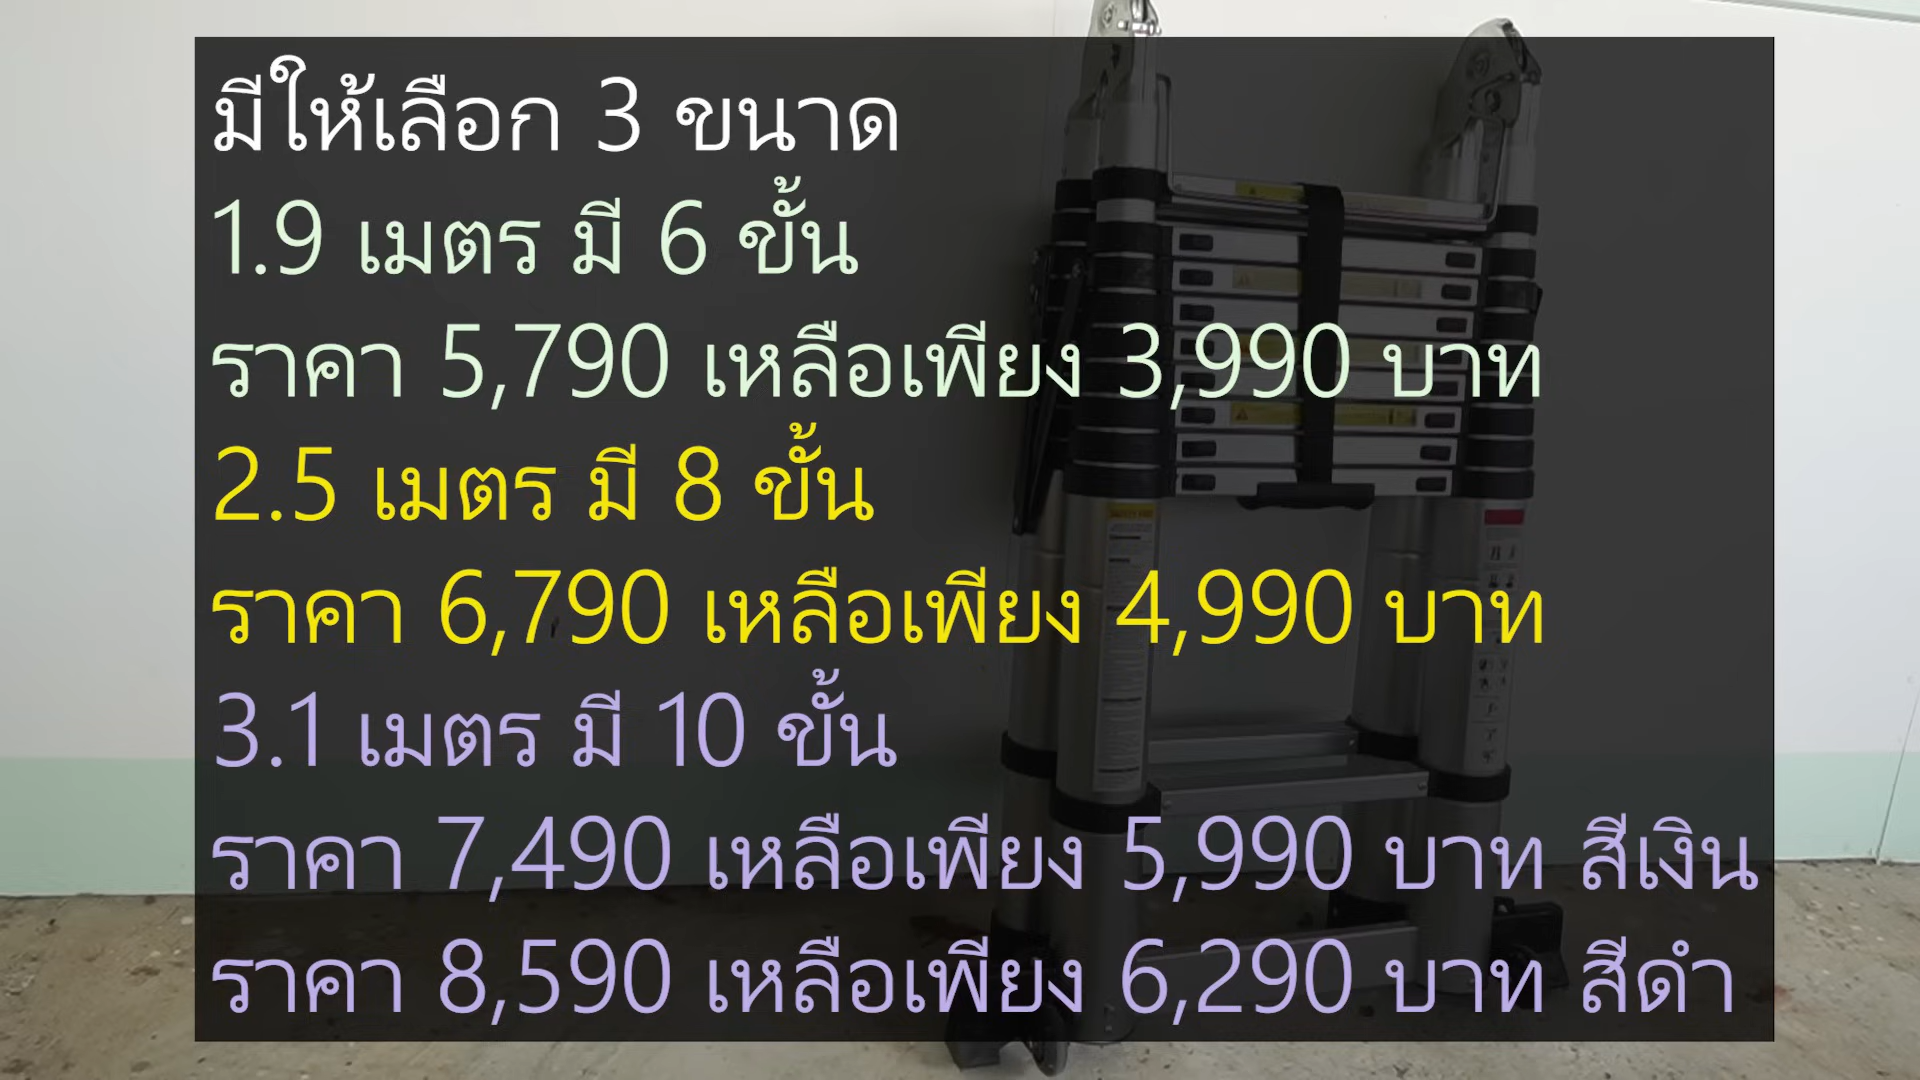 มีให้เลือก 3 ขนาด
1.9 เมตร มี 6 ขั้น
ราคา 5,790 เหลือเพียง 3,990 บาท
2.5 เมตร มี 8 ขั้น
ราคา 6,790 เหลือเพียง 4,990 บาท
3.1 เมตร มี 10 ขั้น
ราคา 7,490 เหลือเพียง 5,990 บาท สีเงิน
ราคา 8,590 เหลือเพียง 6,290 บาท สีดำ